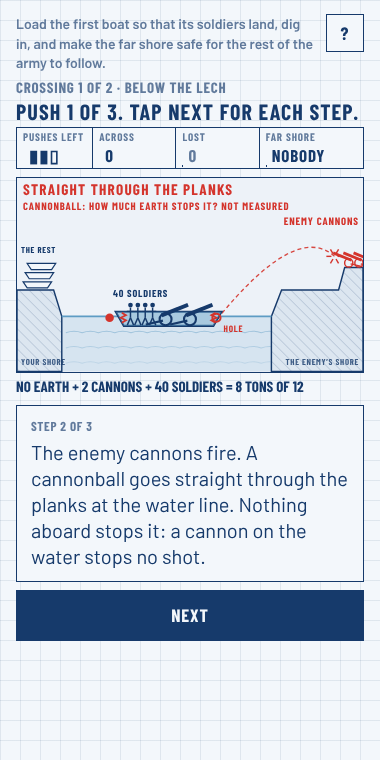 Load the first boat so that its soldiers land, dig
in, and make the far shore safe for the rest of the
army to follow.
?
CROSSING 1 OF 2 · BELOW THE LECH
PUSH 1 OF 3. TAP NEXT FOR EACH STEP.
PUSHES LEFT
ACROSS
0
LOST
0
FAR SHORE
NOBODY
STRAIGHT THROUGH THE PLANKS
CANNONBALL: HOW MUCH EARTH STOPS IT? NOT MEASURED
ENEMY CANNONS
THE REST
40 SOLDIERS
HOLE
YOUR SHORE
THE ENEMY'S SHORE
NO EARTH + 2 CANNONS + 40 SOLDIERS = 8 TONS OF 12
STEP 2 OF 3
The enemy cannons fire. A
cannonball goes straight through the
planks at the water line. Nothing
aboard stops it: a cannon on the
water stops no shot.
NEXT